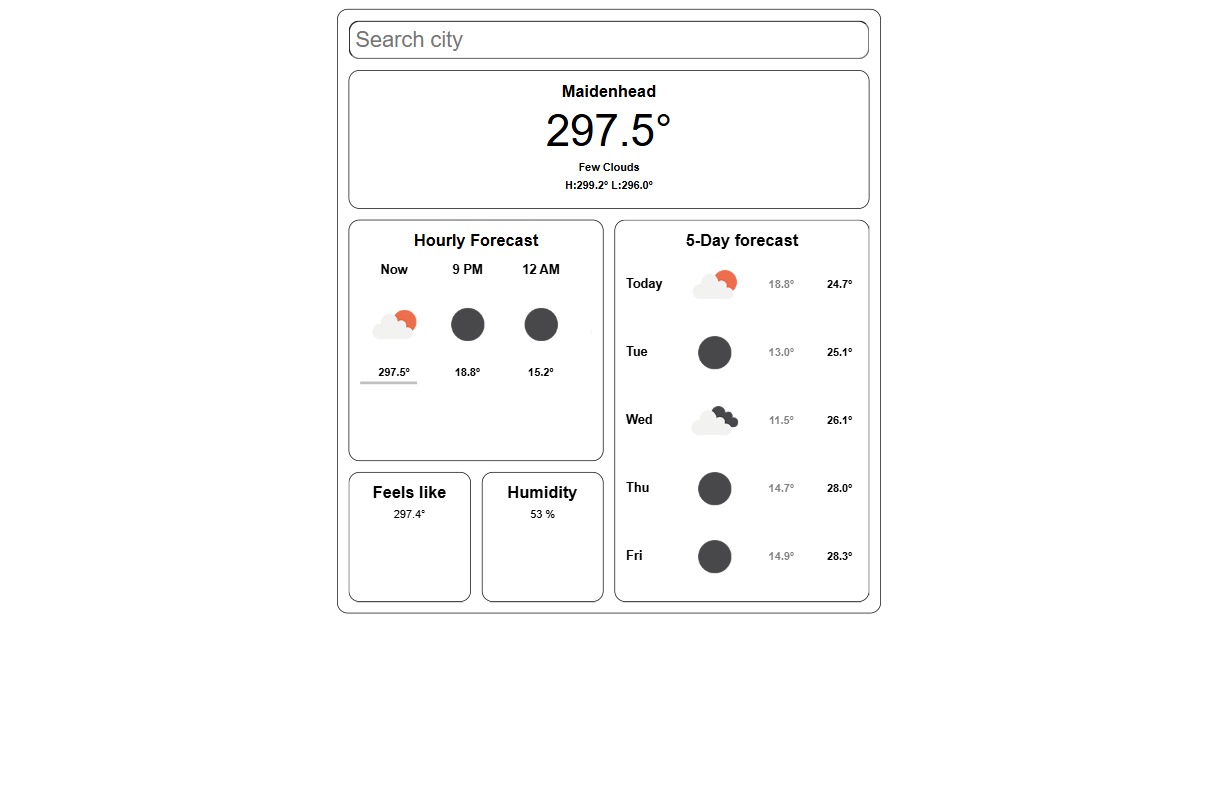 Search city
Maidenhead
297.5°
Few Clouds
H:299.2° L:296.0°
Hourly Forecast
Now 9 PM 12 AM
297.5° 18.8° 15.2°
Feels like
297.4°
Humidity
53 %
5-Day forecast
Today 18.8° 24.7°
Tue 13.0° 25.1°
Wed 11.5° 26.1°
Thu 14.7° 28.0°
Fri 14.9° 28.3°